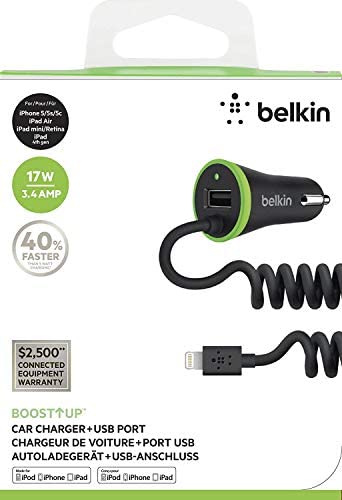 For / Pour / Für
iPhone 5/5s/5c
iPad Air
iPad mini/Retina
iPad
4th gen
belkin
17W
3.4 AMP
belkin
40%
FASTER
$2,500**
CONNECTED
EQUIPMENT
WARRANTY
BOOST↑UP™
CAR CHARGER+USB PORT
CHARGEUR DE VOITURE+PORT USB
AUTOLADEGERÄT+USB-ANSCHLUSS
Made for
iPod iPhone iPad
Conçu pour
iPod iPhone iPad